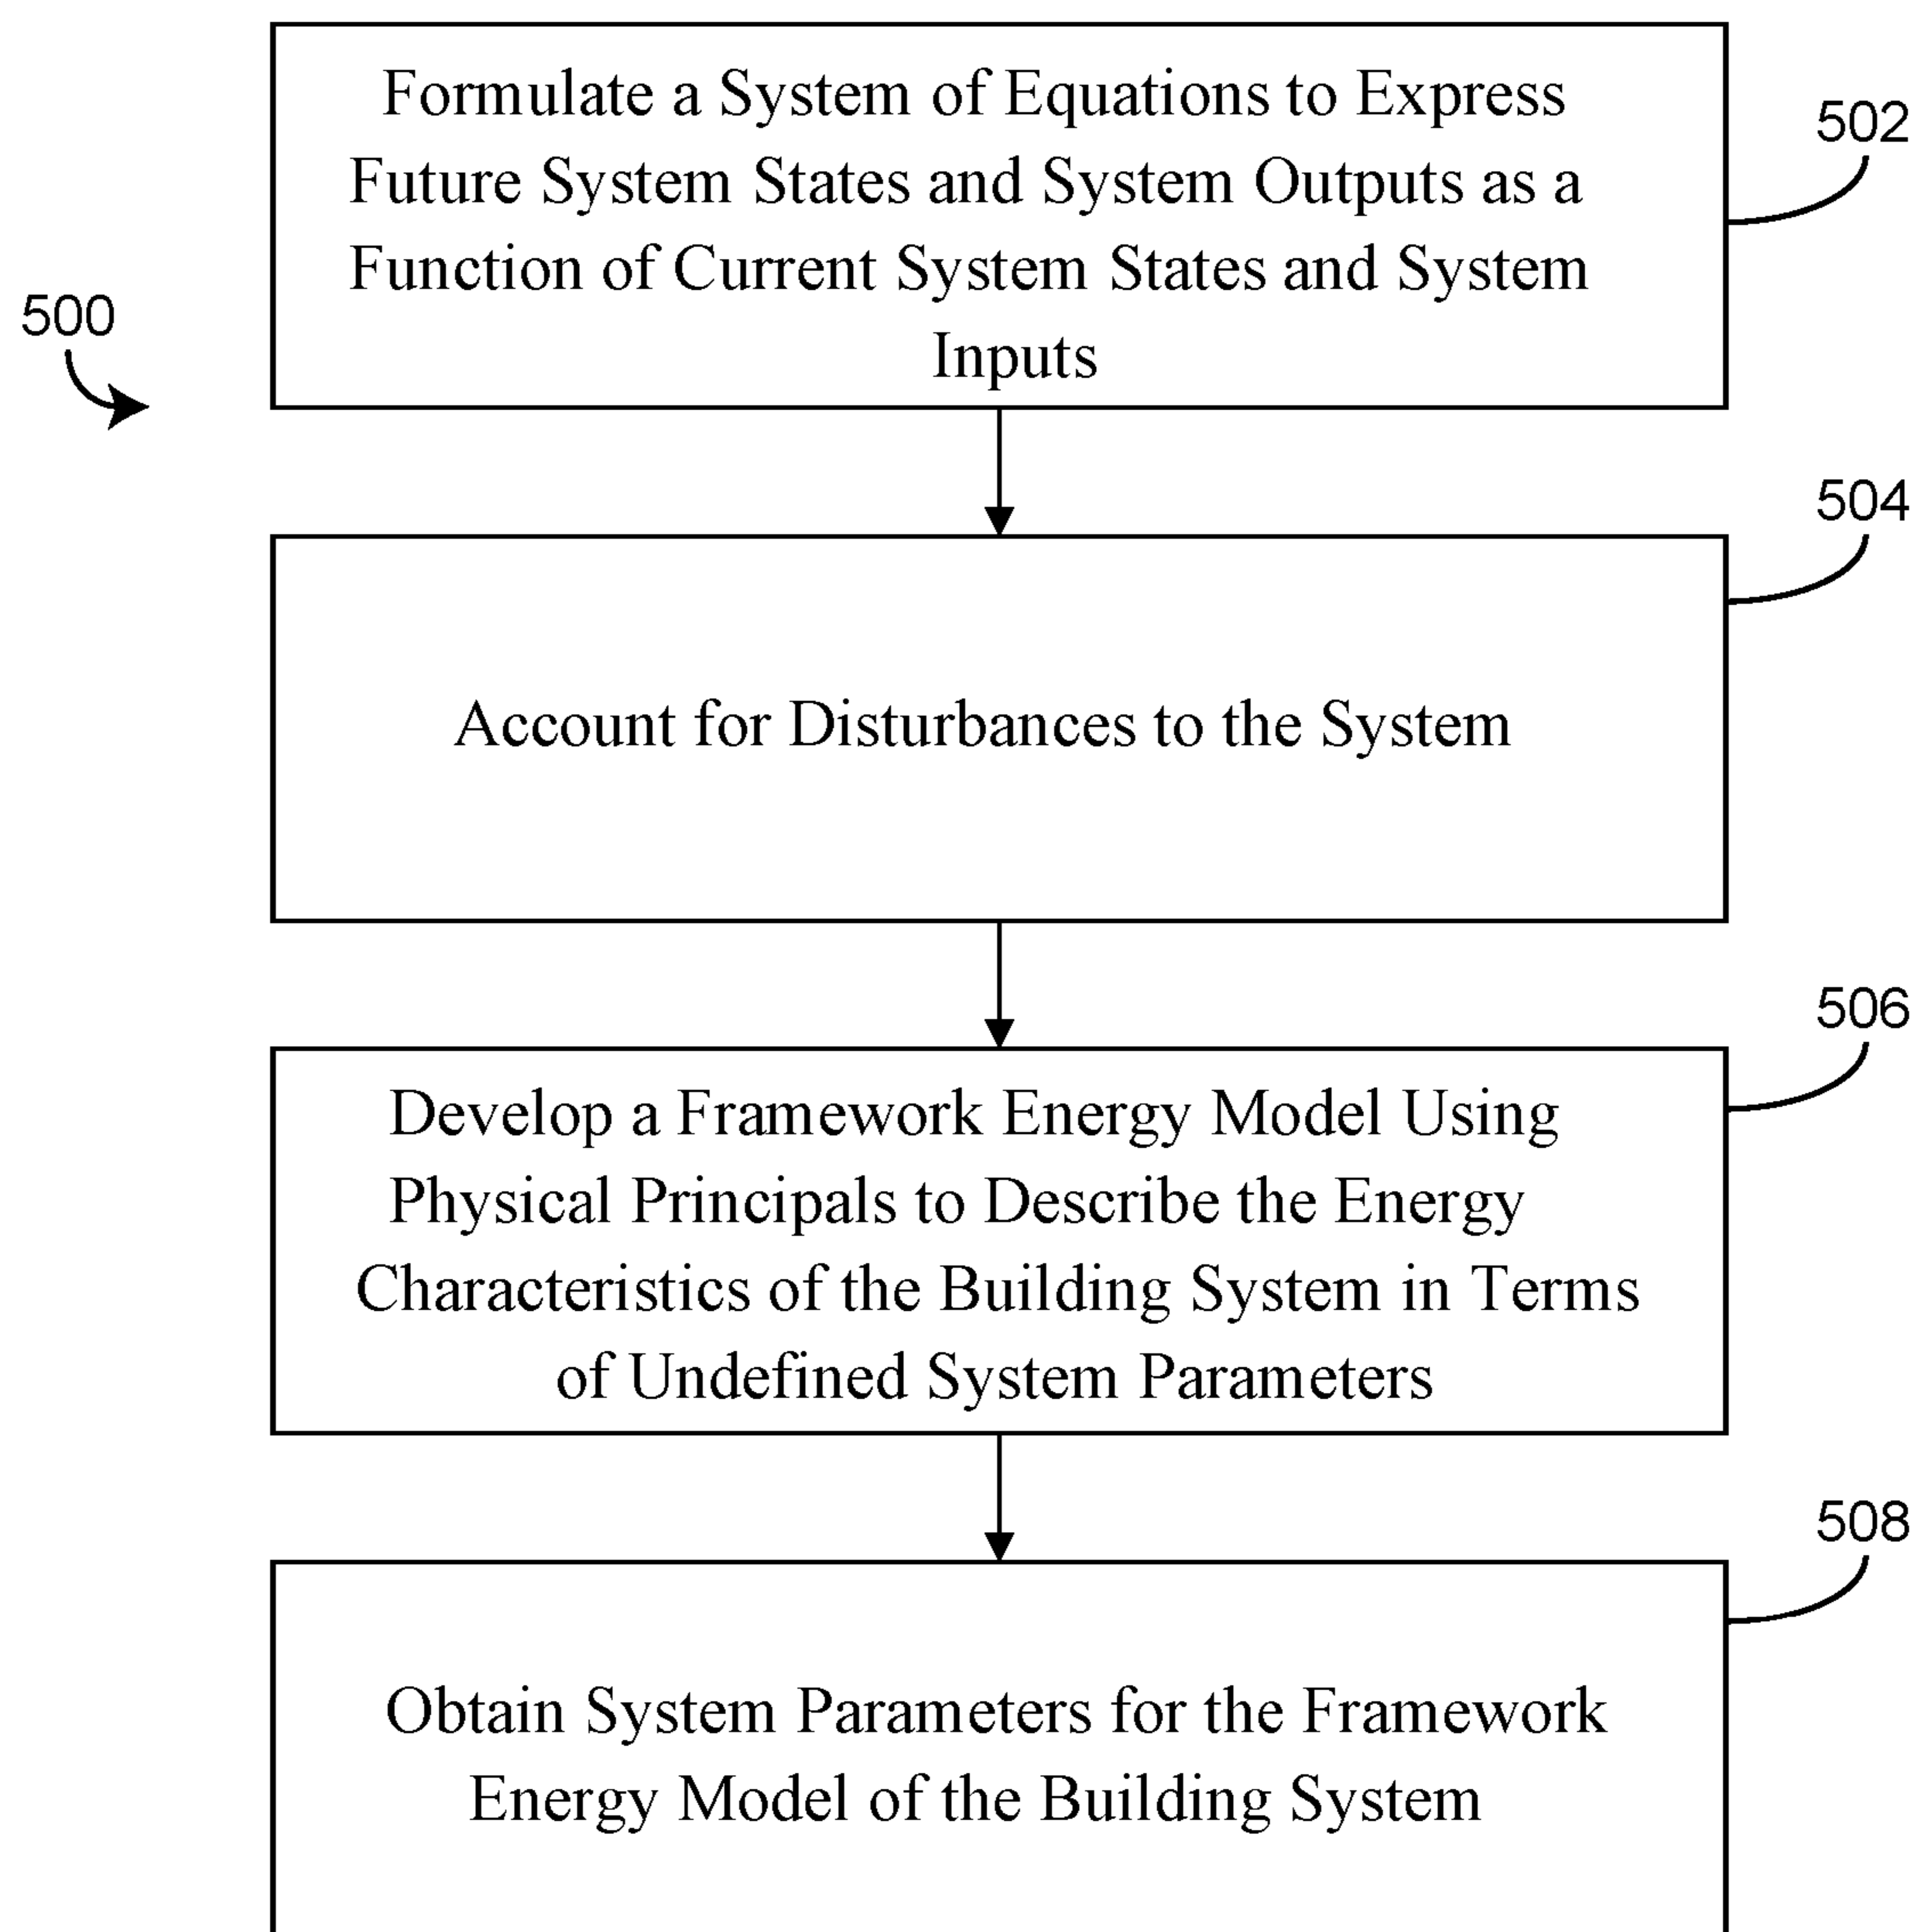 Formulate a System of Equations to Express
Future System States and System Outputs as a
Function of Current System States and System
Inputs
502
500
504
Account for Disturbances to the System
506
Develop a Framework Energy Model Using
Physical Principals to Describe the Energy
Characteristics of the Building System in Terms
of Undefined System Parameters
508
Obtain System Parameters for the Framework
Energy Model of the Building System